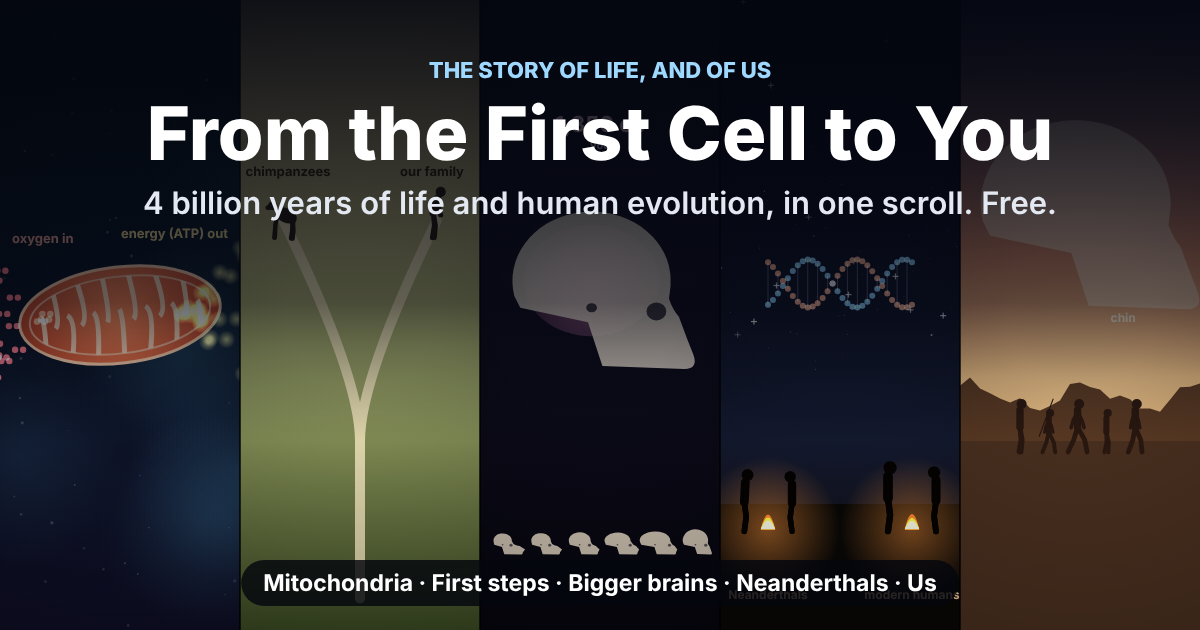 THE STORY OF LIFE, AND OF US
From the First Cell to You
chimpanzees
our family
4 billion years of life and human evolution, in one scroll. Free.
oxygen in
energy (ATP) out
chin
Mitochondria · First steps · Bigger brains · Neanderthals · Us
Neanderthals
modern humans